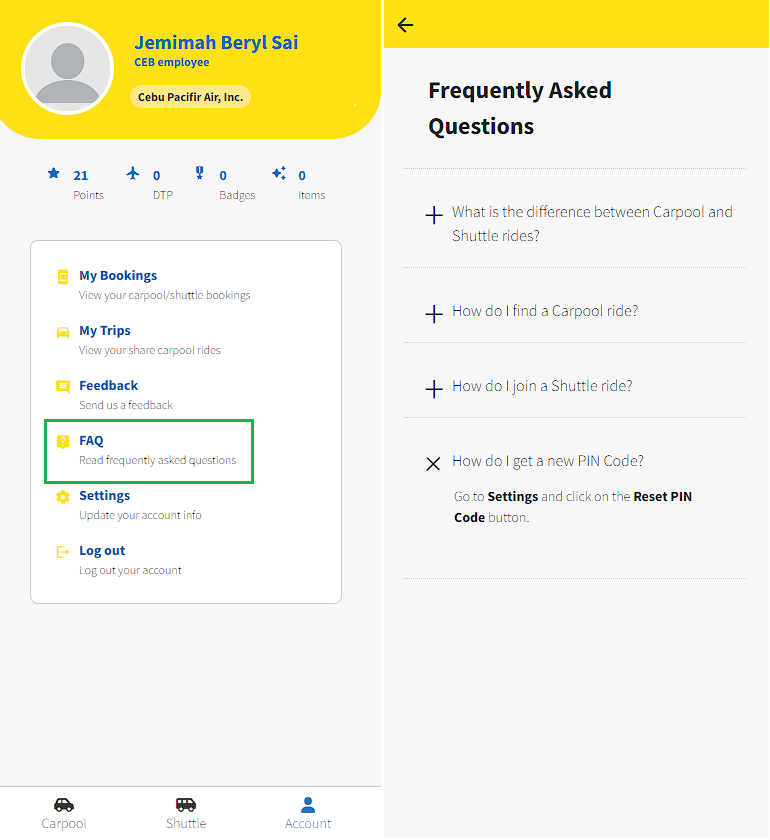 Jemimah Beryl Sai
CEB employee
Cebu Pacifir Air, Inc.
21
Points
0
DTP
0
Badges
0
Items
My Bookings
View your carpool/shuttle bookings
My Trips
View your share carpool rides
Feedback
Send us a feedback
FAQ
Read frequently asked questions
Settings
Update your account info
Log out
Log out your account
Carpool
Shuttle
Account
Frequently Asked
Questions
What is the difference between Carpool and
Shuttle rides?
How do I find a Carpool ride?
How do I join a Shuttle ride?
How do I get a new PIN Code?
Go to Settings and click on the Reset PIN
Code button.